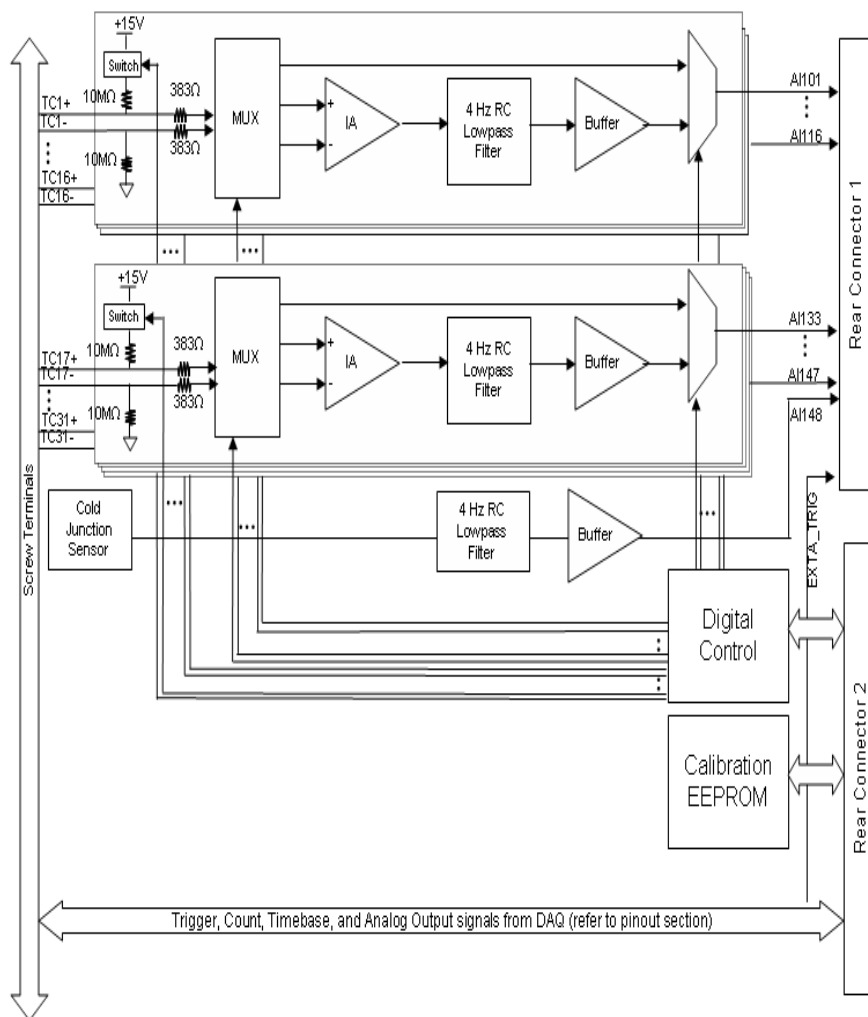 +15V
Switch
10MΩ
383Ω
TC1+
TC1-
383Ω
10MΩ
TC16+
TC16-
MUX
+
-
IA
4 Hz RC
Lowpass
Filter
Buffer
AI101
AI116
Rear Connector 1
+15V
Switch
10MΩ
383Ω
TC17+
TC17-
383Ω
10MΩ
TC31+
TC31-
MUX
+
-
IA
4 Hz RC
Lowpass
Filter
Buffer
AI133
AI147
AI148
Screw Terminals
Cold
Junction
Sensor
4 Hz RC
Lowpass
Filter
Buffer
EXTA_TRIG
Digital
Control
Calibration
EEPROM
Rear Connector 2
Trigger, Count, Timebase, and Analog Output signals from DAQ (refer to pinout section)